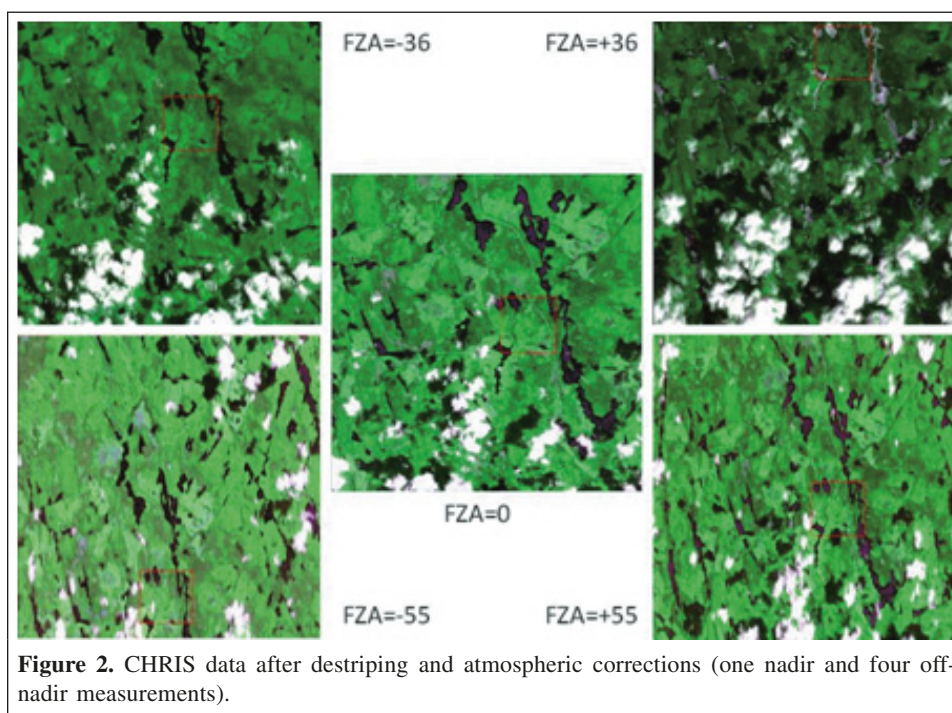 FZA=-36
FZA=+36
FZA=0
FZA=-55
FZA=+55
Figure 2. CHRIS data after destriping and atmospheric corrections (one nadir and four off-
nadir measurements).